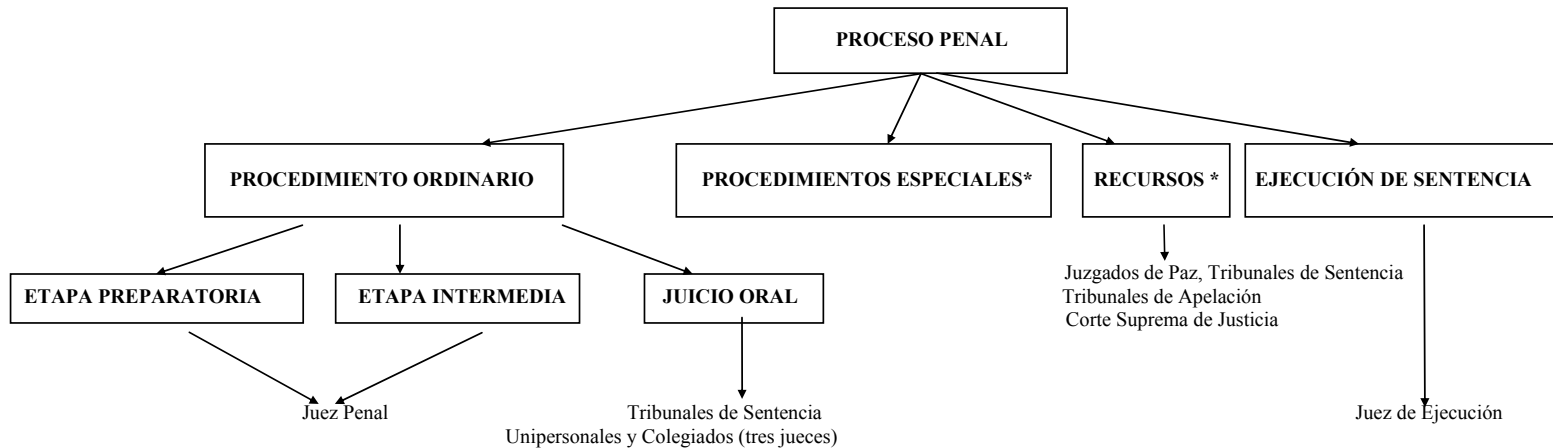 PROCESO PENAL
PROCEDIMIENTO ORDINARIO
PROCEDIMIENTOS ESPECIALES*
RECURSOS *
EJECUCIÓN DE SENTENCIA
ETAPA PREPARATORIA
ETAPA INTERMEDIA
JUICIO ORAL
Juzgados de Paz, Tribunales de Sentencia
Tribunales de Apelación
Corte Suprema de Justicia
Juez Penal
Tribunales de Sentencia
Unipersonales y Colegiados (tres jueces)
Juez de Ejecución